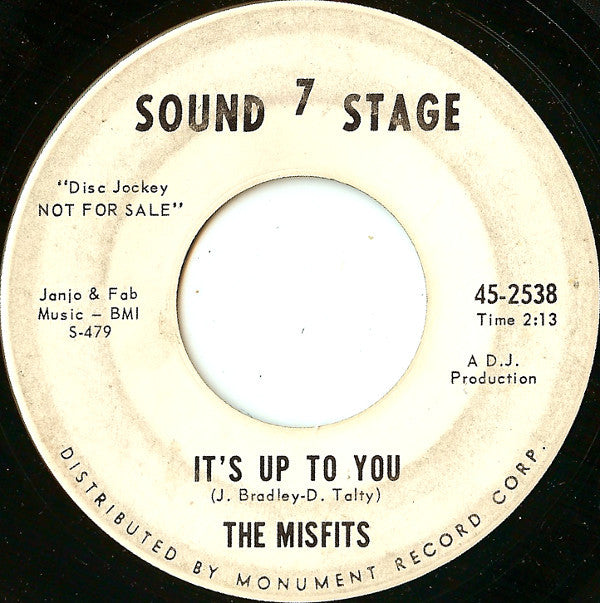 SOUND 7 STAGE
"Disc Jockey
NOT FOR SALE"
Janjo & Fab
Music – BMI
S-479
45-2538
Time 2:13
A D.J.
Production
IT'S UP TO YOU
(J. Bradley-D. Talty)
THE MISFITS
DISTRIBUTED BY MONUMENT RECORD CORP.